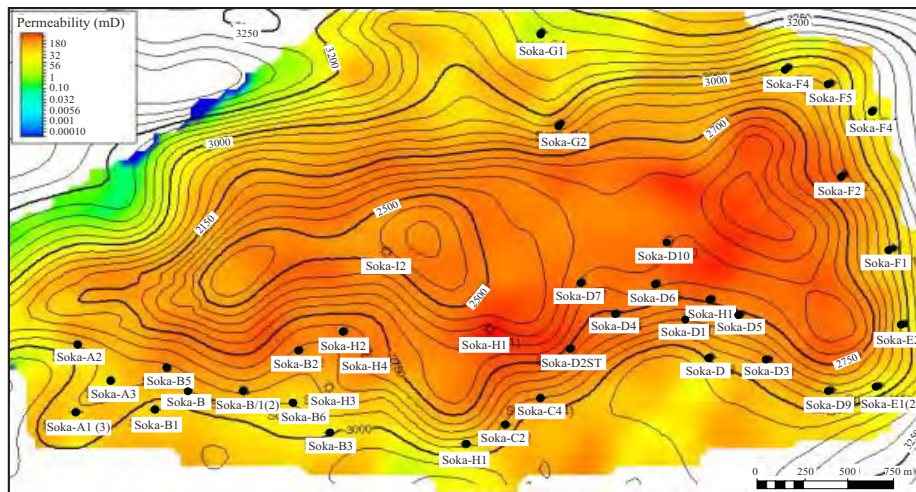 Permeability (mD)
180
32
56
1
0.10
0.032
0.0056
0.001
0.00010
3250
3200
3200
Soka-G1
3000
Soka-F4
Soka-F5
Soka-F4
3000
2700
Soka-G2
Soka-F2
2150
2500
Soka-I2
Soka-D10
Soka-F1
2500
Soka-D7
Soka-D6
Soka-H1
Soka-D4
Soka-D1
Soka-D5
Soka-E2
Soka-H1
Soka-A2
Soka-H2
Soka-B2
Soka-H4
Soka-D2ST
Soka-D
Soka-D3
2750
Soka-B5
Soka-A3
Soka-B
Soka-B/1(2)
Soka-H3
Soka-C4
Soka-D9
Soka-E1(2
Soka-A1 (3)
Soka-B1
Soka-B6
Soka-B3
3000
Soka-C2
Soka-H1
3250
0 250 500 750 m